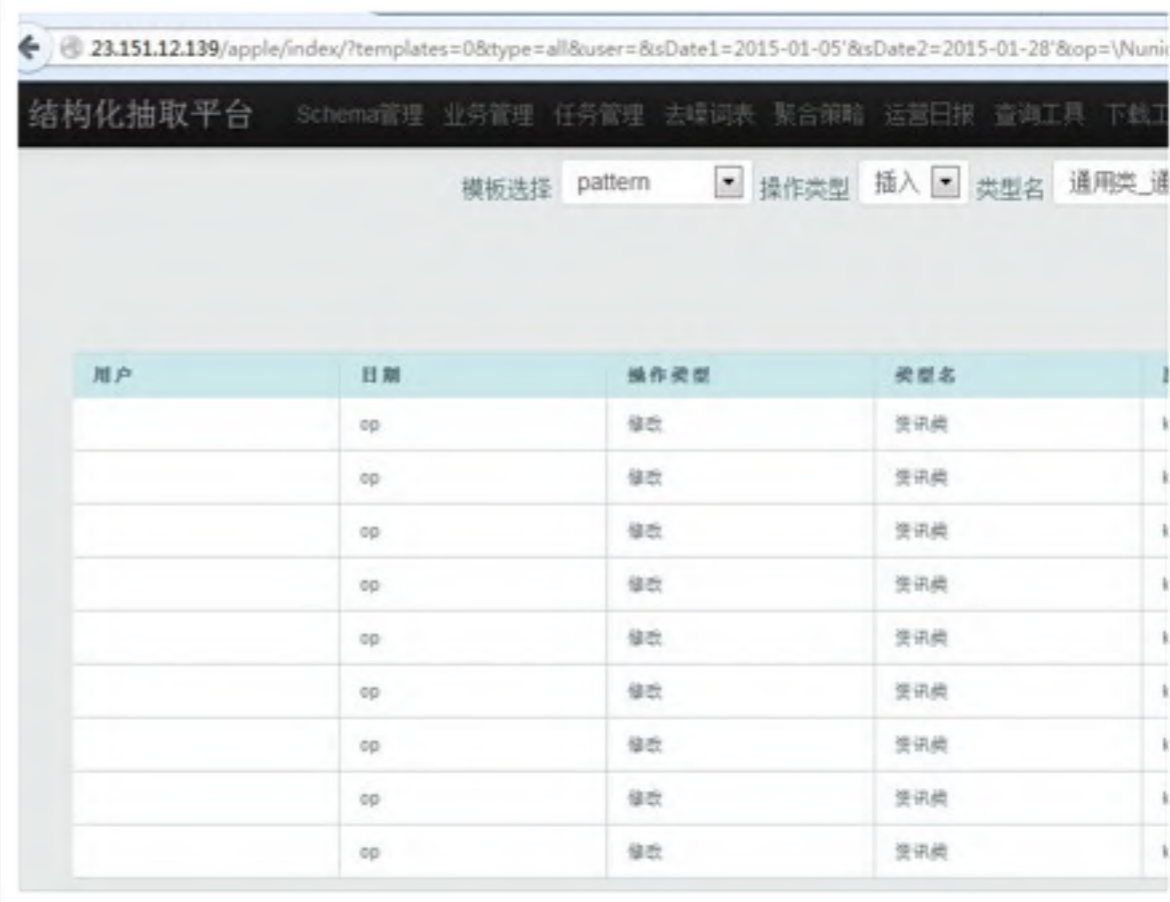 23.151.12.139/apple/index/?templates=0&type=all&user=&sDate1=2015-01-05'&sDate2=2015-01-28'&op=\Nunic
结构化抽取平台 Schema管理 业务管理 任务管理 去噪词表 聚合策略 运营日报 查询工具 下载工
模板选择 pattern 操作类型 插入 类型名 通用类_通
用户 日期 操作类型 类型名
op 修改 资讯类
op 修改 资讯类
op 修改 资讯类
op 修改 资讯类
op 修改 资讯类
op 修改 资讯类
op 修改 资讯类
op 修改 资讯类
op 修改 资讯类